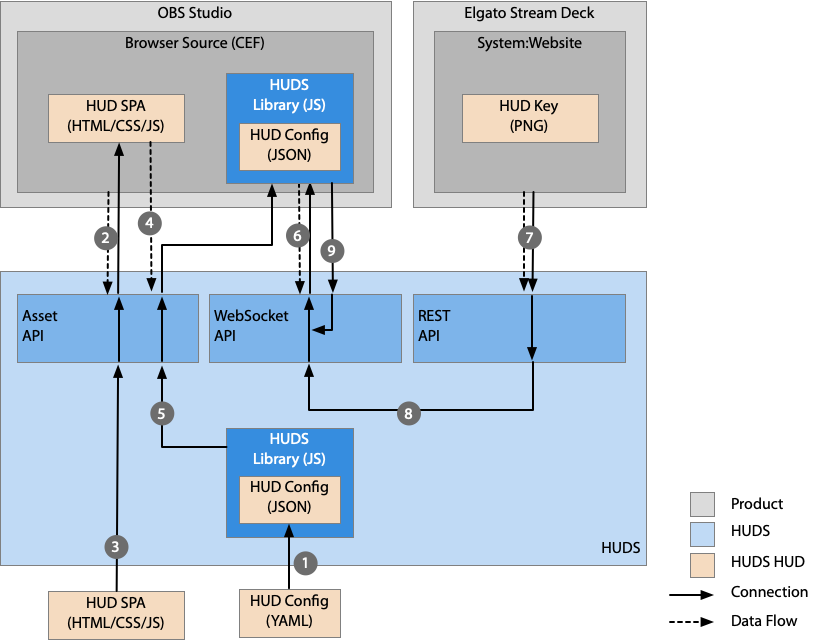 OBS Studio
Elgato Stream Deck
Browser Source (CEF)
System:Website
HUD SPA
(HTML/CSS/JS)
HUDS
Library (JS)
HUD Config
(JSON)
HUD Key
(PNG)
2
4
6
9
7
Asset
API
WebSocket
API
REST
API
5
8
HUDS
Library (JS)
HUD Config
(JSON)
3
1
HUDS
HUD SPA
(HTML/CSS/JS)
HUD Config
(YAML)
Product
HUDS
HUDS HUD
Connection
Data Flow